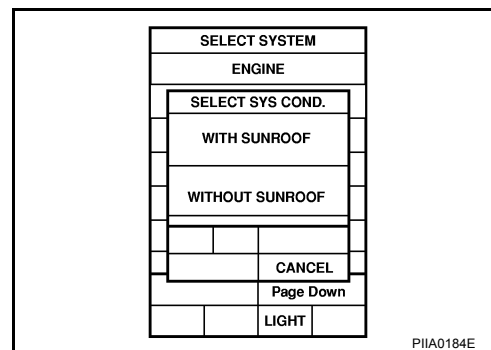 SELECT SYSTEM
ENGINE
SELECT SYS COND.
WITH SUNROOF
WITHOUT SUNROOF
CANCEL
Page Down
LIGHT
PIIA0184E